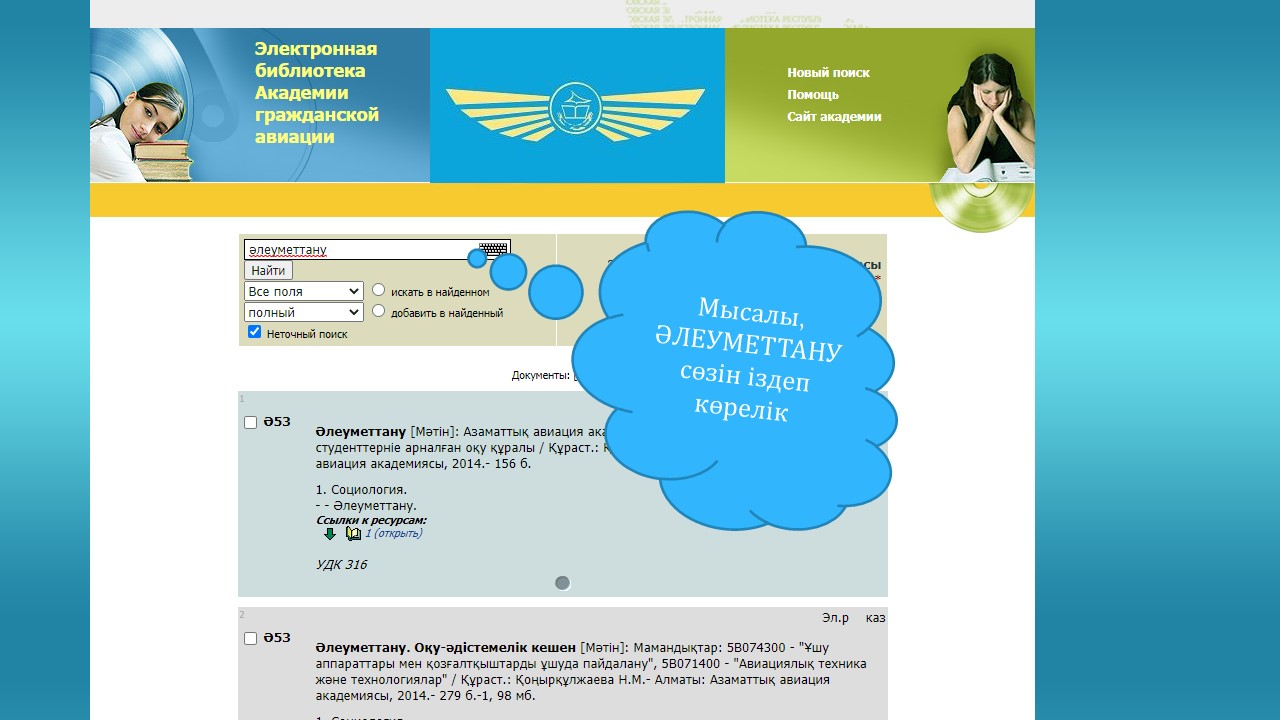 Электронная
библиотека
Академии
гражданской
авиации
Новый поиск
Помощь
Сайт академии
әлеуметтану
Найти
Все поля
искать в найденном
полный
добавить в найденный
Неточный поиск
Мысалы,
ӘЛЕУМЕТТАНУ
сөзін іздеп
көрелік
Документы:
1
Ә53
Әлеуметтану [Мәтін]: Азаматтық авиация
студенттерніе арналған оқу құралы / Құраст.:
авиация академиясы, 2014.- 156 б.
1. Социология.
- - Әлеуметтану.
Ссылки к ресурсам:
1 (открыть)
УДК 316
2
Эл.р каз
Ә53
Әлеуметтану. Оқу-әдістемелік кешен [Мәтін]: Мамандықтар: 5В074300 - "Ұшу
аппараттары мен қозғалтқыштарды ұшуда пайдалану", 5В071400 - "Авиациялық техника
және технологиялар" / Құраст.: Қоңырқұлжаева Н.М.- Алматы: Азаматтық авиация
академиясы, 2014.- 279 б.-1, 98 мб.
1. Социология.